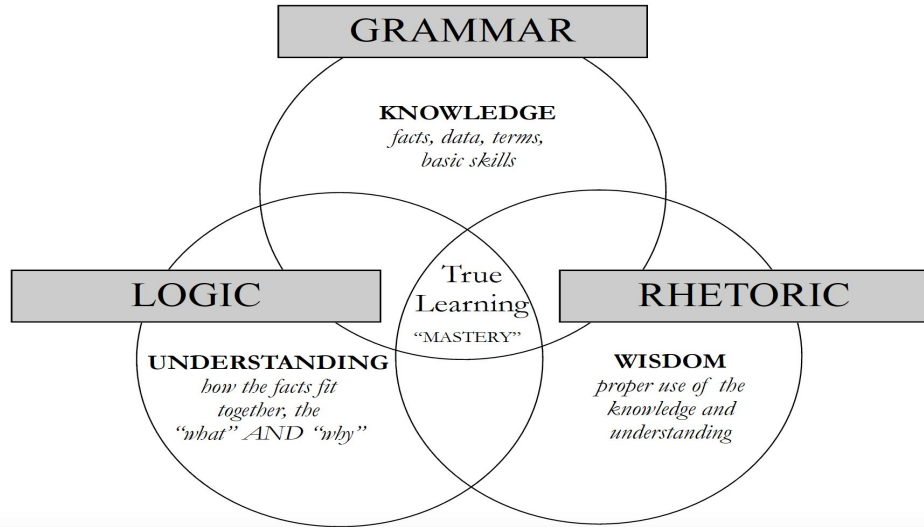 GRAMMAR
KNOWLEDGE
facts, data, terms,
basic skills
True
Learning
"MASTERY"
LOGIC
UNDERSTANDING
how the facts fit
together, the
“what” AND “why”
RHETORIC
WISDOM
proper use of the
knowledge and
understanding